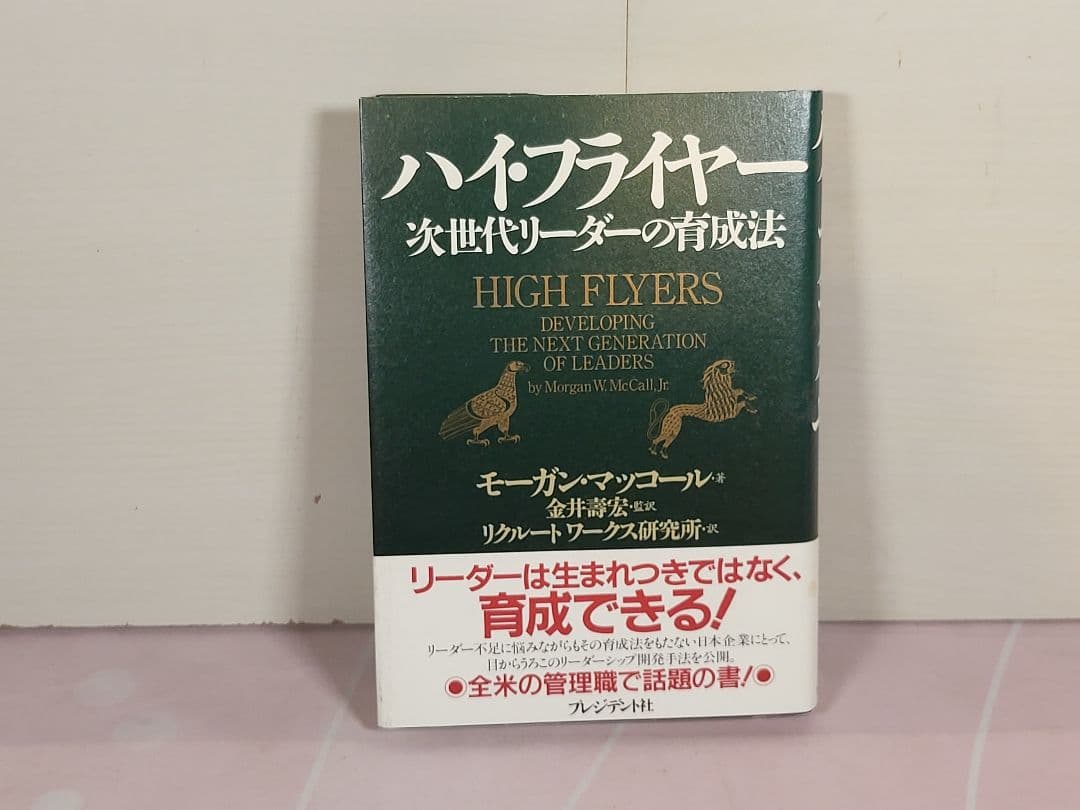 ハイ・フライヤー
次世代リーダーの育成法
HIGH FLYERS
DEVELOPING
THE NEXT GENERATION
OF LEADERS
by Morgan W. McCall, Jr.
モーガン・マッコール・著
金井壽宏・監訳
リクルート ワークス研究所・訳
リーダーは生まれつきではなく、
育成できる!
リーダー不足に悩みながらもその育成法をもたない日本企業にとって、
目からうろこのリーダーシップ開発手法を公開。
◉全米の管理職で話題の書!◉
プレジデント社